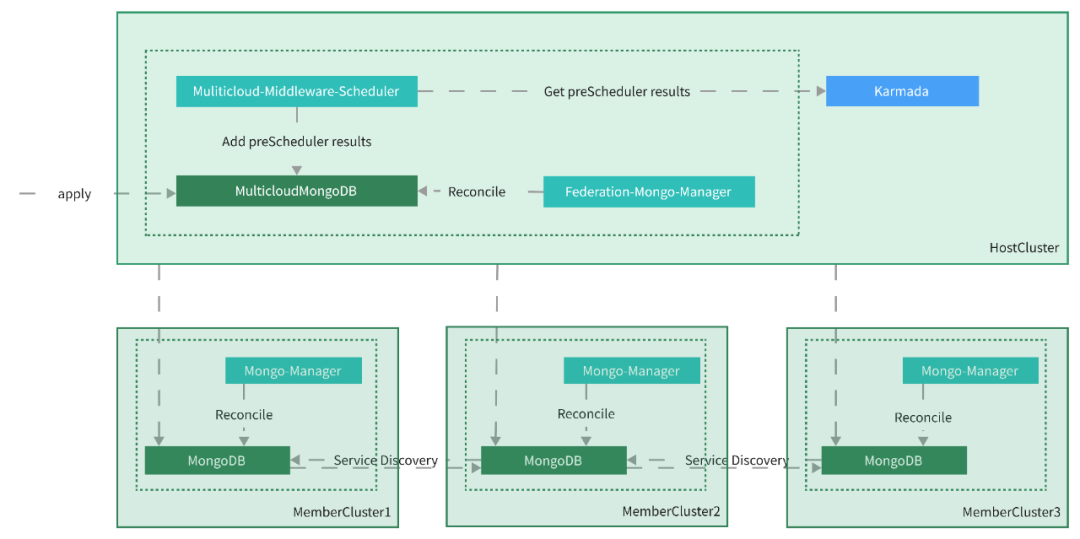 Muliticloud-Middleware-Scheduler
Get preScheduler results
Karmada
Add preScheduler results
apply
MulticloudMongoDB
Reconcile
Federation-Mongo-Manager
HostCluster
Mongo-Manager
Mongo-Manager
Mongo-Manager
Reconcile
Reconcile
Reconcile
MongoDB
Service Discovery
MongoDB
Service Discovery
MongoDB
MemberCluster1
MemberCluster2
MemberCluster3